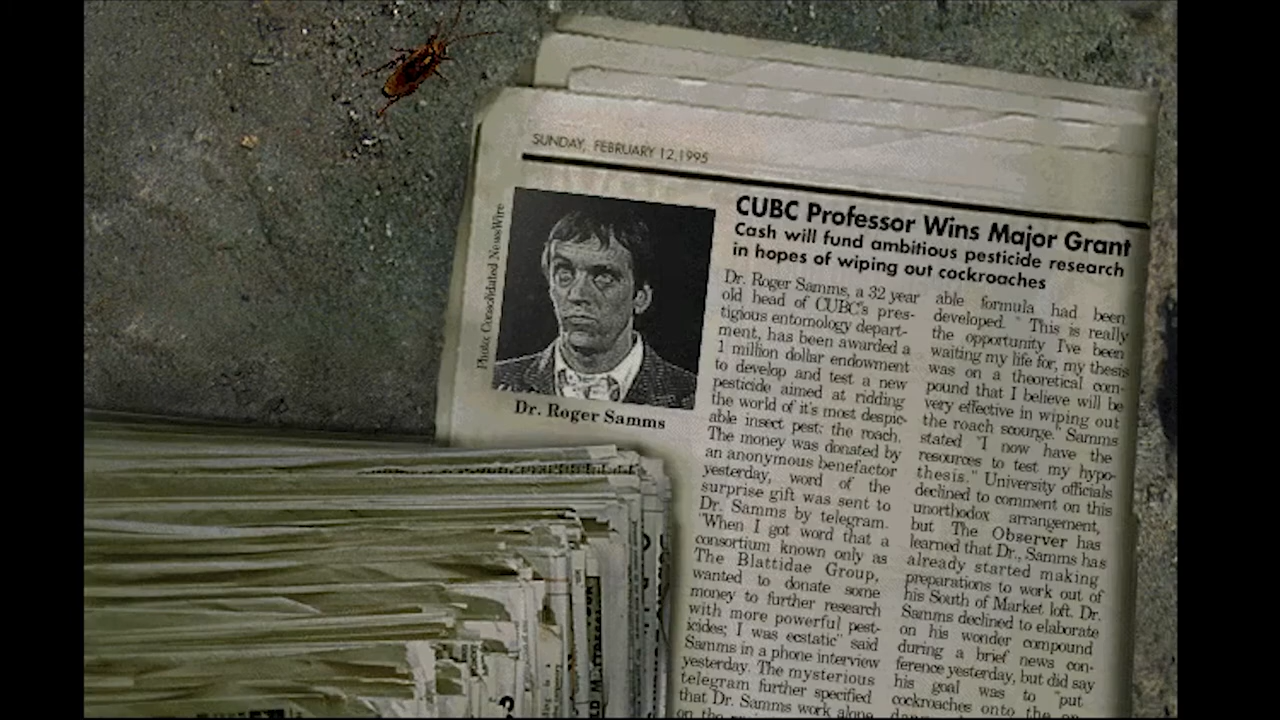 SUNDAY, FEBRUARY 12,1995
Photo: Consolidated NewsWire
Dr. Roger Samms
CUBC Professor Wins Major Grant
Cash will fund ambitious pesticide research
in hopes of wiping out cockroaches
Dr. Roger Samms, a 32 year
old head of CUBC's pres-
tigious entomology depart-
ment, has been awarded a
1 million dollar endowment
to develop and test a new
pesticide aimed at ridding
the world of it's most despic-
able insect pest: the roach.
The money was donated by
an anonymous benefactor
yesterday, word of the
surprise gift was sent to
Dr. Samms by telegram.
"When I got word that a
consortium known only as
The Blattidae Group,
wanted to donate some
money to further research
with more powerful pest-
icides; I was ecstatic" said
Samms in a phone interview
yesterday. The mysterious
telegram further specified
that Dr. Samms work alone
on the
able formula had been
developed. " This is really
the opportunity I've been
waiting my life for, my thesis
was on a theoretical com-
pound that I believe will be
very effective in wiping out
the roach scourge." Samms
stated "I now have the
resources to test my hypo-
thesis." University officials
declined to comment on this
unorthodox arrangement,
but The Observer has
learned that Dr., Samms has
already started making
preparations to work out of
his South of Market loft. Dr.
Samms declined to elaborate
on his wonder compound
during a brief news con-
ference yesterday, but did say
his goal was to "put
cockroaches onto the